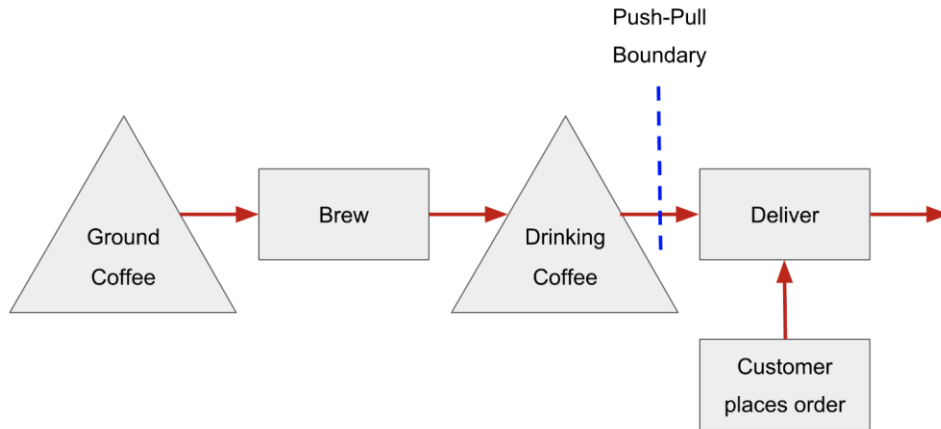 Push-Pull
Boundary
Ground
Coffee
Brew
Drinking
Coffee
Deliver
Customer
places order